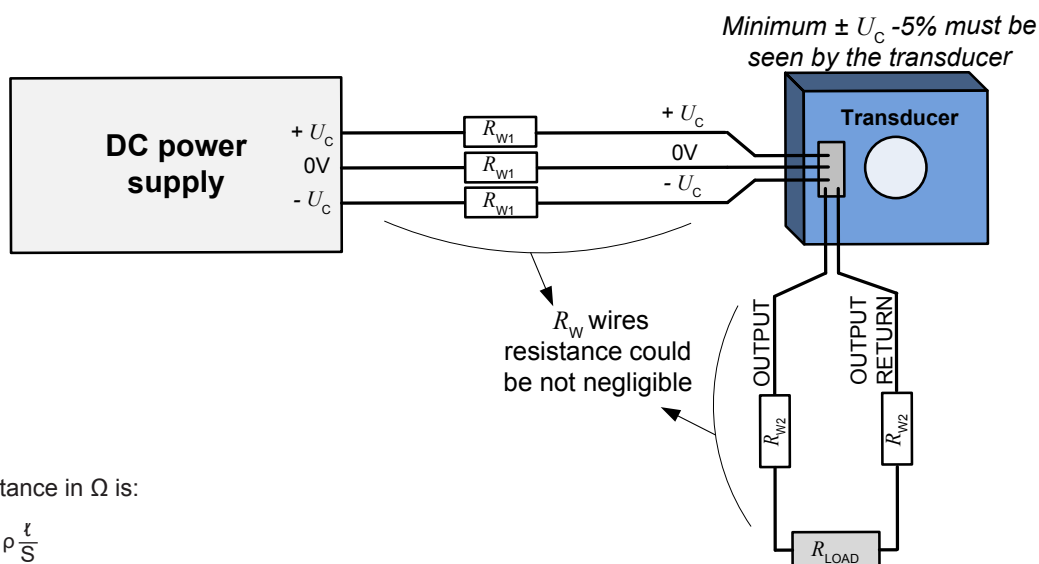 Minimum ± U_C -5% must be
seen by the transducer
DC power
supply
+ U_C
0V
- U_C
R_W1
R_W1
R_W1
+ U_C
0V
- U_C
Transducer
R_W wires
resistance could
be not negligible
OUTPUT
OUTPUT
RETURN
R_W2
R_W2
R_LOAD
tance in Ω is:
ρ ℓ/S